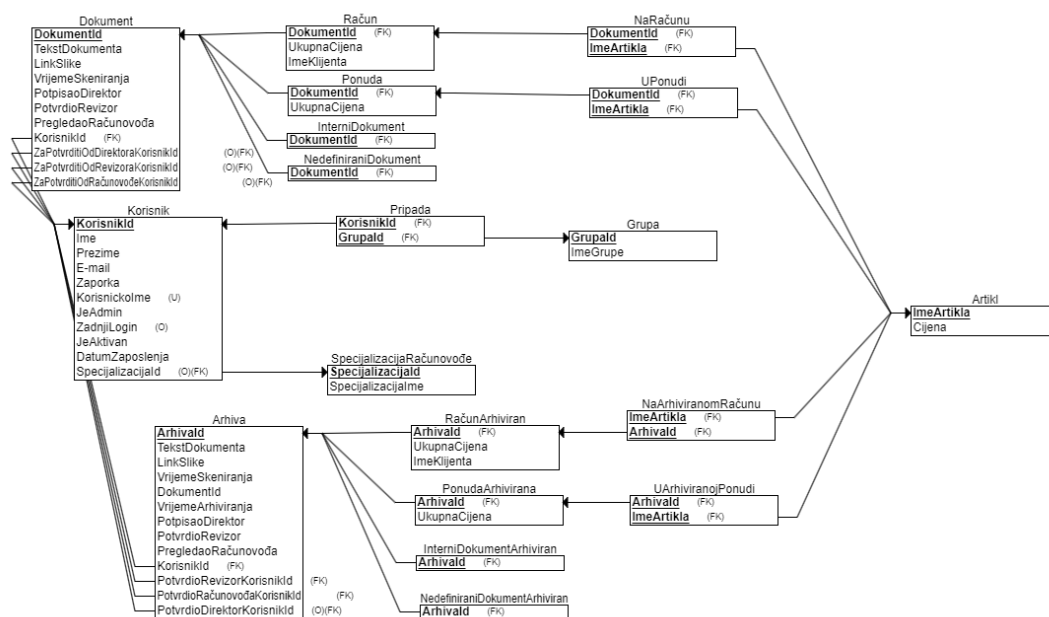 Dokument
DokumentId
TekstDokumenta
LinkSlike
VrijemeSkeniranja
PotpisaoDirektor
PotvrdioRevizor
PregledaoRačunovođa
KorisnikId (FK)
ZaPotvrditiOdDirektoraKorisnikId (O)(FK)
ZaPotvrditiOdRevizoraKorisnikId (O)(FK)
ZaPotvrditiOdRačunovođeKorisnikId (O)(FK)
Račun
DokumentId (FK)
UkupnaCijena
ImeKlijenta
Ponuda
DokumentId (FK)
UkupnaCijena
InterniDokument
DokumentId (FK)
NedefiniraniDokument
DokumentId (FK)
NaRačunu
DokumentId (FK)
ImeArtikla (FK)
UPonudi
DokumentId (FK)
ImeArtikla (FK)
Korisnik
KorisnikId
Ime
Prezime
E-mail
Zaporka
KorisnickoIme (U)
JeAdmin
ZadnjiLogin (O)
JeAktivan
DatumZaposlenja
SpecijalizacijaId (O)(FK)
Pripada
KorisnikId (FK)
GrupaId (FK)
Grupa
GrupaId
ImeGrupe
Artikl
ImeArtikla
Cijena
SpecijalizacijaRačunovođe
SpecijalizacijaId
SpecijalizacijaIme
Arhiva
ArhivaId
TekstDokumenta
LinkSlike
VrijemeSkeniranja
DokumentId
VrijemeArhiviranja
PotpisaoDirektor
PotvrdioRevizor
PregledaoRačunovođa
KorisnikId (FK)
PotvrdioRevizorKorisnikId (FK)
PotvrdioRačunovođaKorisnikId (FK)
PotvrdioDirektorKorisnikId (O)(FK)
RačunArhiviran
ArhivaId (FK)
UkupnaCijena
ImeKlijenta
PonudaArhivirana
ArhivaId (FK)
UkupnaCijena
InterniDokumentArhiviran
ArhivaId (FK)
NedefiniraniDokumentArhiviran
ArhivaId (FK)
NaArhiviranomRačunu
ImeArtikla (FK)
ArhivaId (FK)
UArhiviranojPonudi
ArhivaId (FK)
ImeArtikla (FK)